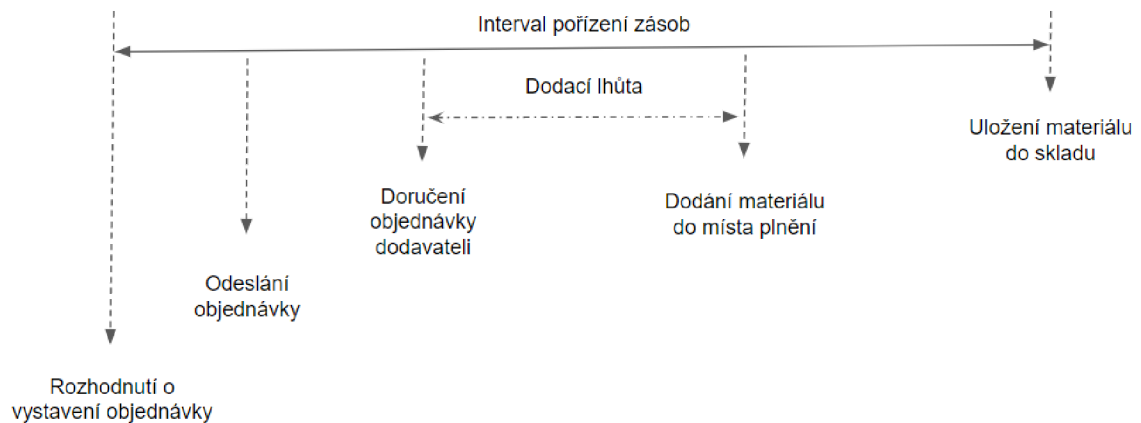 Interval pořízení zásob
Dodací lhůta
Uložení materiálu
do skladu
Doručení
objednávky
dodavateli
Dodání materiálu
do místa plnění
Odeslání
objednávky
Rozhodnutí o
vystavení objednávky